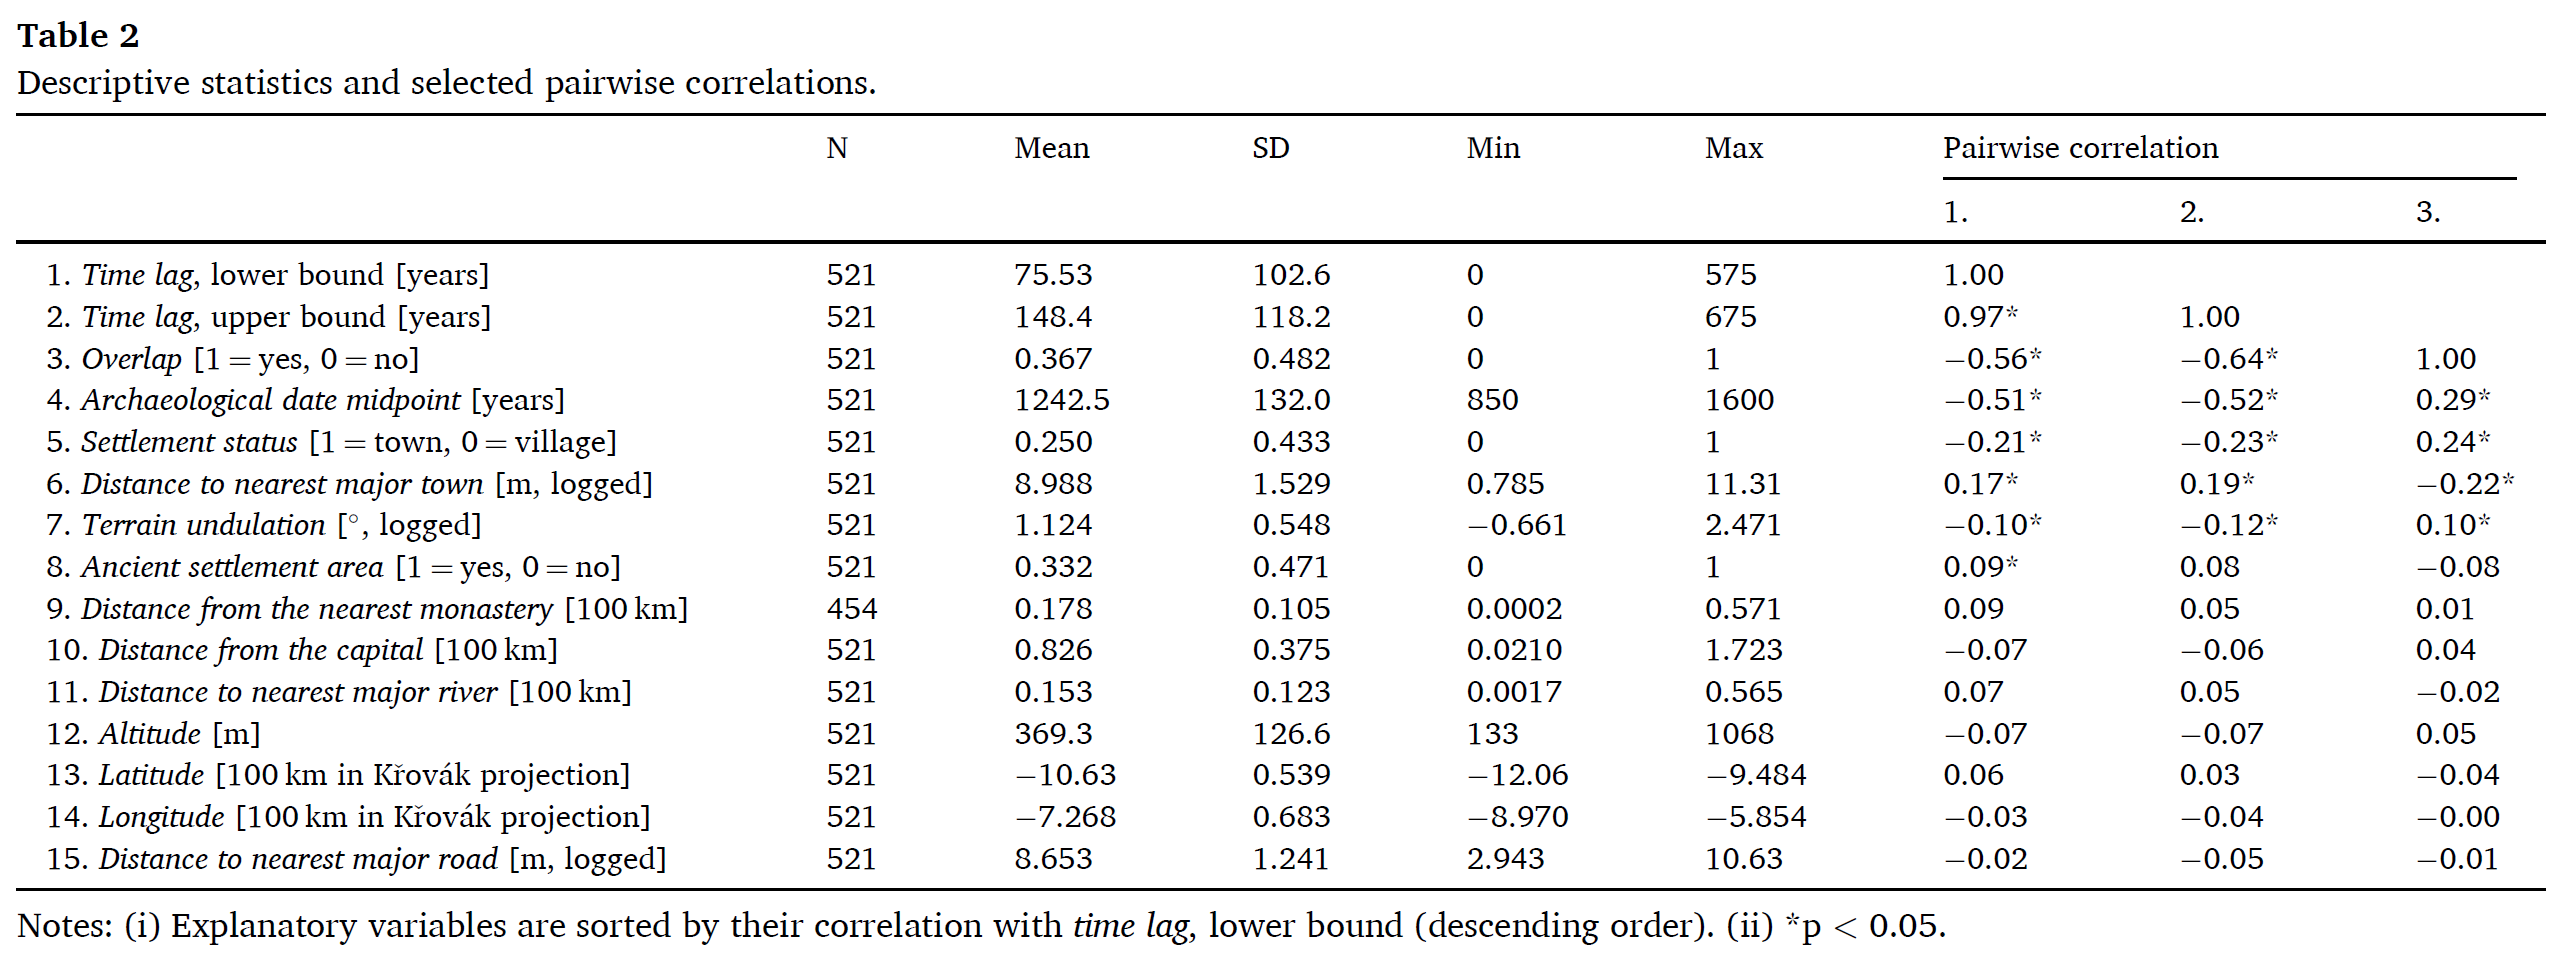 Table 2
Descriptive statistics and selected pairwise correlations.
N Mean SD Min Max Pairwise correlation
1. 2. 3.
1. Time lag, lower bound [years] 521 75.53 102.6 0 575 1.00
2. Time lag, upper bound [years] 521 148.4 118.2 0 675 0.97* 1.00
3. Overlap [1 = yes, 0 = no] 521 0.367 0.482 0 1 −0.56* −0.64* 1.00
4. Archaeological date midpoint [years] 521 1242.5 132.0 850 1600 −0.51* −0.52* 0.29*
5. Settlement status [1 = town, 0 = village] 521 0.250 0.433 0 1 −0.21* −0.23* 0.24*
6. Distance to nearest major town [m, logged] 521 8.988 1.529 0.785 11.31 0.17* 0.19* −0.22*
7. Terrain undulation [°, logged] 521 1.124 0.548 −0.661 2.471 −0.10* −0.12* 0.10*
8. Ancient settlement area [1 = yes, 0 = no] 521 0.332 0.471 0 1 0.09* 0.08 −0.08
9. Distance from the nearest monastery [100 km] 454 0.178 0.105 0.0002 0.571 0.09 0.05 0.01
10. Distance from the capital [100 km] 521 0.826 0.375 0.0210 1.723 −0.07 −0.06 0.04
11. Distance to nearest major river [100 km] 521 0.153 0.123 0.0017 0.565 0.07 0.05 −0.02
12. Altitude [m] 521 369.3 126.6 133 1068 −0.07 −0.07 0.05
13. Latitude [100 km in Křovák projection] 521 −10.63 0.539 −12.06 −9.484 0.06 0.03 −0.04
14. Longitude [100 km in Křovák projection] 521 −7.268 0.683 −8.970 −5.854 −0.03 −0.04 −0.00
15. Distance to nearest major road [m, logged] 521 8.653 1.241 2.943 10.63 −0.02 −0.05 −0.01
Notes: (i) Explanatory variables are sorted by their correlation with time lag, lower bound (descending order). (ii) *p < 0.05.